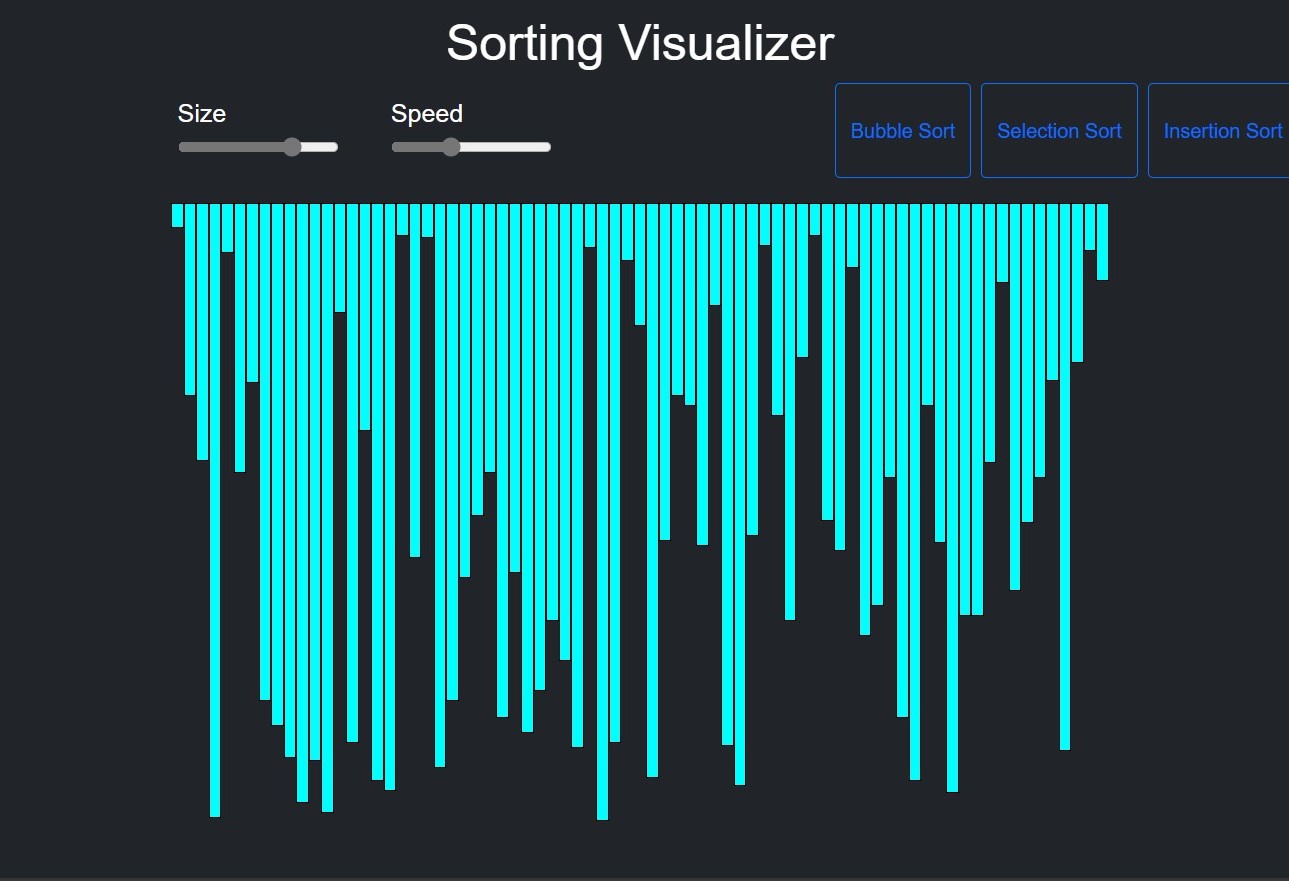 Sorting Visualizer
Size
Speed
Bubble Sort
Selection Sort
Insertion Sort